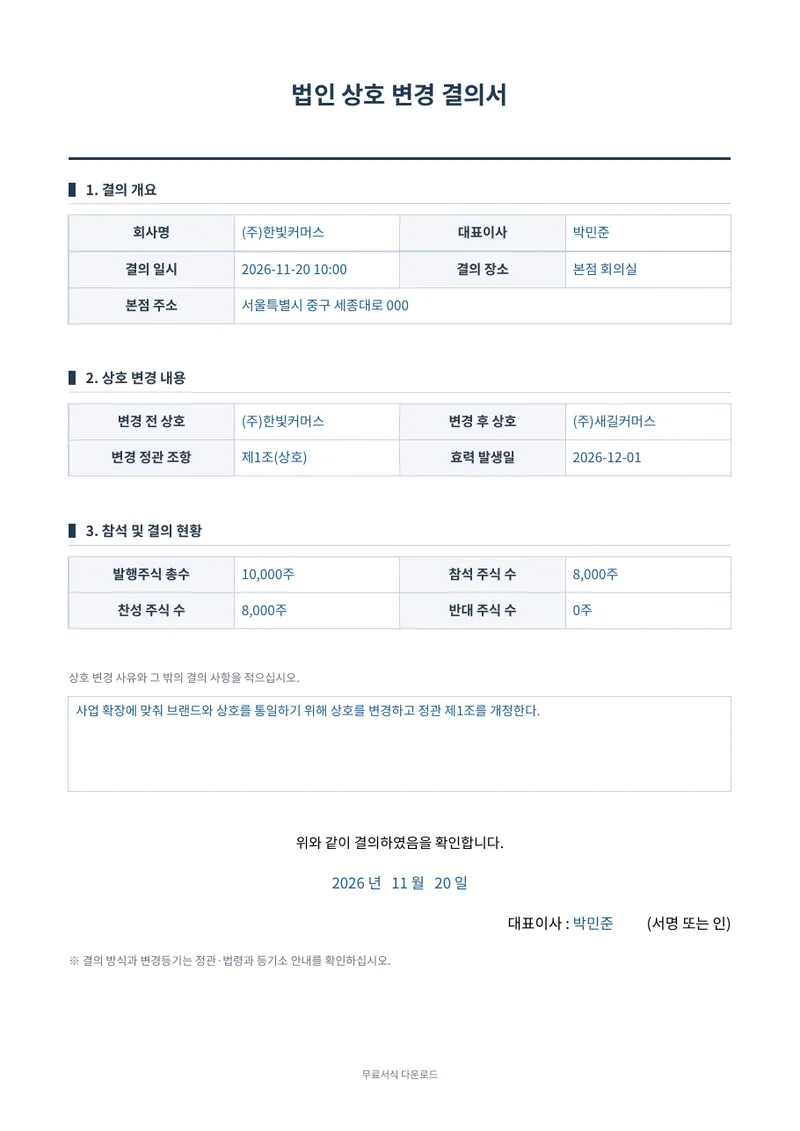 법인 상호 변경 결의서
1. 결의 개요
회사명 (주)한빛커머스 대표이사 박민준
결의 일시 2026-11-20 10:00 결의 장소 본점 회의실
본점 주소 서울특별시 중구 세종대로 000
2. 상호 변경 내용
변경 전 상호 (주)한빛커머스 변경 후 상호 (주)새길커머스
변경 정관 조항 제1조(상호) 효력 발생일 2026-12-01
3. 참석 및 결의 현황
발행주식 총수 10,000주 참석 주식 수 8,000주
찬성 주식 수 8,000주 반대 주식 수 0주
상호 변경 사유와 그 밖의 결의 사항을 적으십시오.
사업 확장에 맞춰 브랜드와 상호를 통일하기 위해 상호를 변경하고 정관 제1조를 개정한다.
위와 같이 결의하였음을 확인합니다.
2026 년 11 월 20 일
대표이사 : 박민준 (서명 또는 인)
※ 결의 방식과 변경등기는 정관·법령과 등기소 안내를 확인하십시오.
무료서식 다운로드